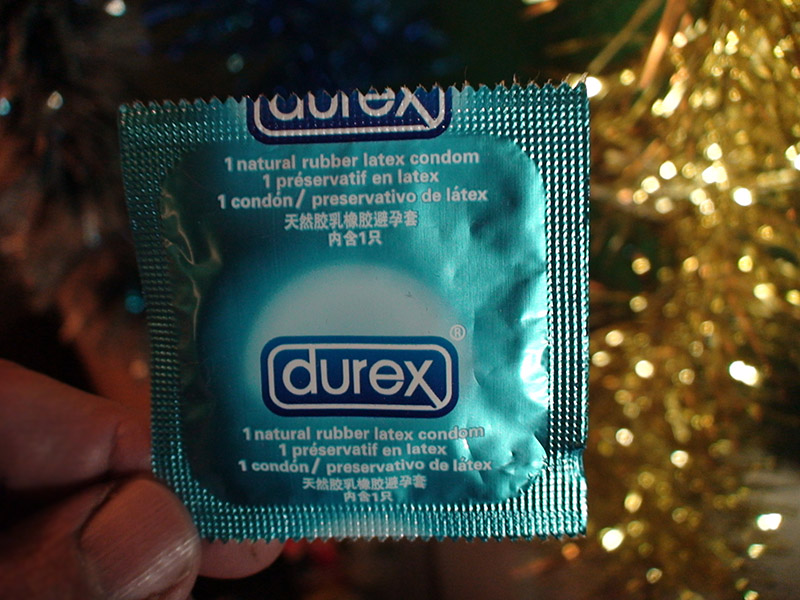 durex
1 natural rubber latex condom
1 préservatif en latex
1 condón / preservativo de látex
天然胶乳橡胶避孕套
内含1只
durex®
1 natural rubber latex condom
1 préservatif en latex
1 condón / preservativo de látex
天然胶乳橡胶避孕套
内含1只